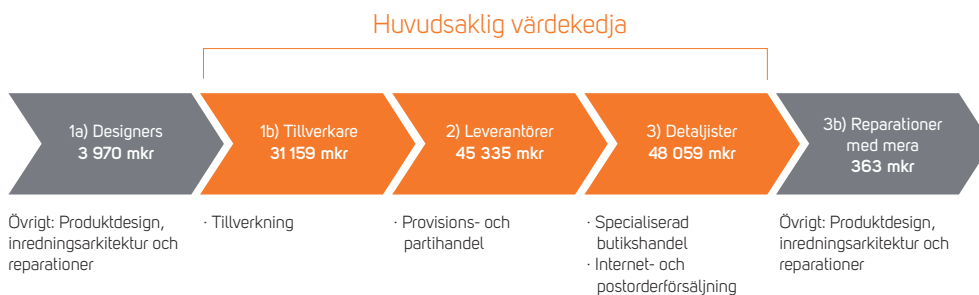 Huvudsaklig värdekedja
1a) Designers
3 970 mkr
1b) Tillverkare
31 159 mkr
2) Leverantörer
45 335 mkr
3) Detaljister
48 059 mkr
3b) Reparationer
med mera
363 mkr
Övrigt: Produktdesign,
inredningsarkitektur och
reparationer
· Tillverkning
· Provisions- och
partihandel
· Specialiserad
butikshandel
· Internet- och
postorderförsäljning
Övrigt: Produktdesign,
inredningsarkitektur och
reparationer